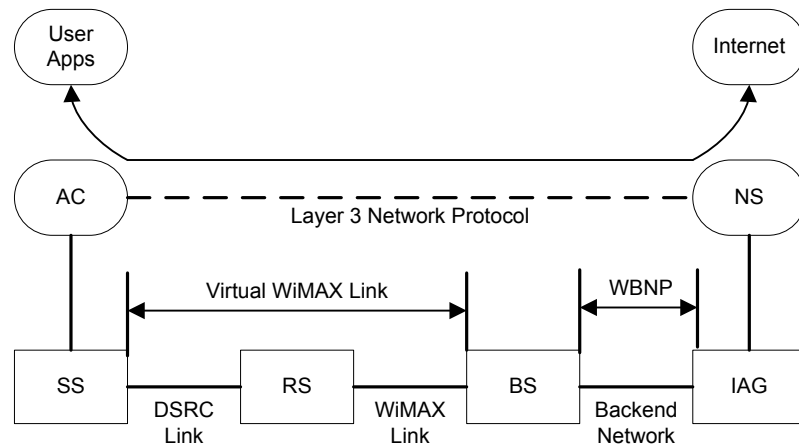 User
Apps
Internet
AC
NS
Layer 3 Network Protocol
Virtual WiMAX Link
WBNP
SS
RS
BS
IAG
DSRC
Link
WiMAX
Link
Backend
Network